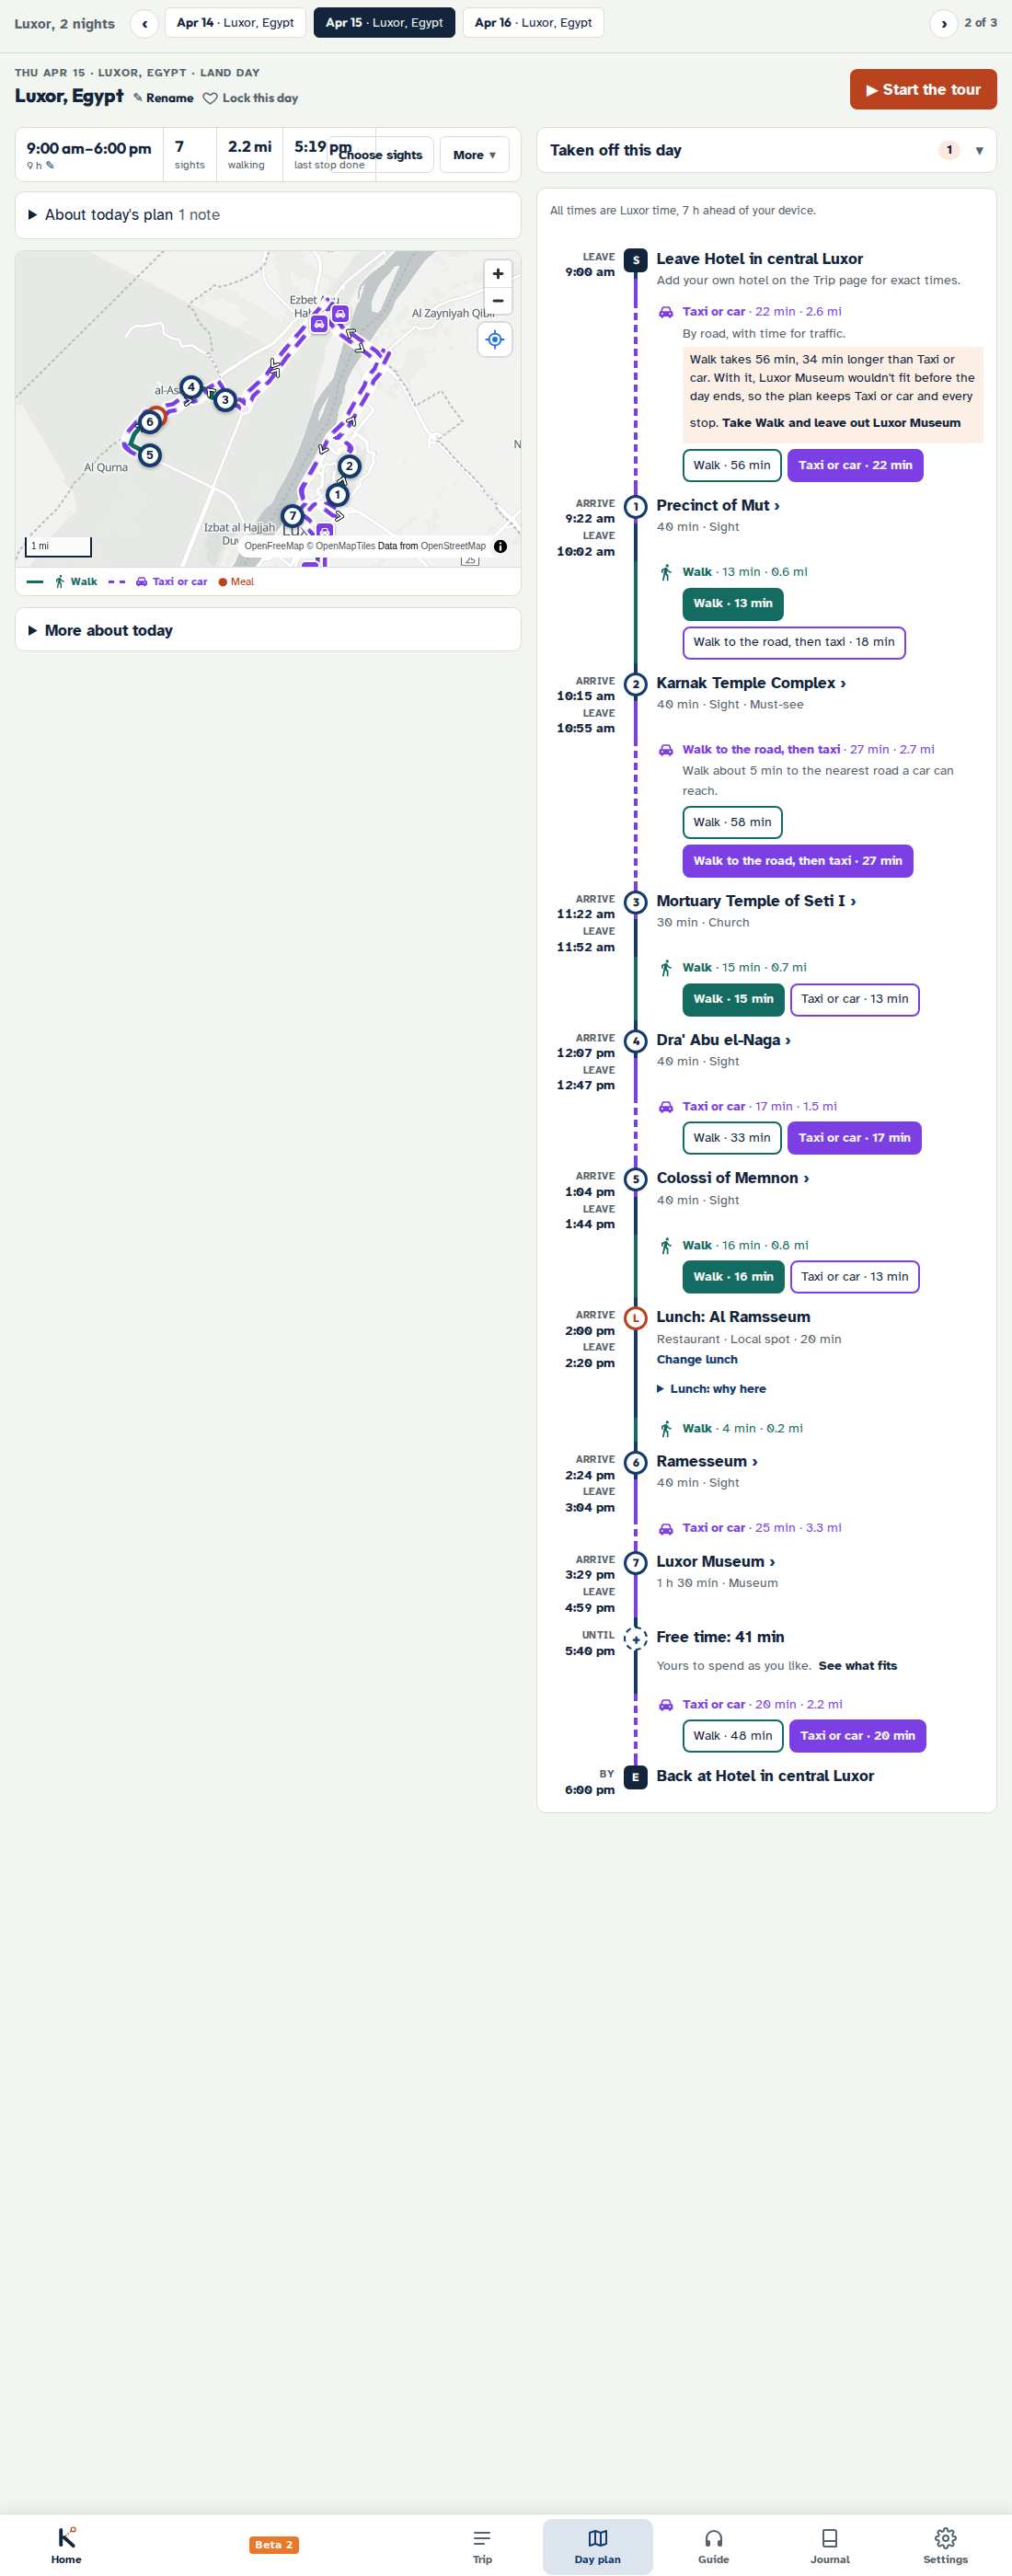 Luxor, 2 nights
‹
Apr 14 · Luxor, Egypt
Apr 15 · Luxor, Egypt
Apr 16 · Luxor, Egypt
›
2 of 3
THU APR 15 · LUXOR, EGYPT · LAND DAY
Luxor, Egypt ✎ Rename Lock this day
▶ Start the tour
9:00 am–6:00 pm
9 h ✎
7
sights
2.2 mi
walking
5:19 pm
last stop done
Choose sights
More ▾
▶ About today's plan 1 note
Ezbet
Al Zayniyah
al-As
Al Qurna
Izbat al Hajjah
Lux
N
25
4
3
6
5
2
1
7
+
−
1 mi
OpenFreeMap © OpenMapTiles Data from OpenStreetMap
Walk
Taxi or car
Meal
▶ More about today
Taken off this day
1 ▾
All times are Luxor time, 7 h ahead of your device.
LEAVE
9:00 am
S
Leave Hotel in central Luxor
Add your own hotel on the Trip page for exact times.
Taxi or car · 22 min · 2.6 mi
By road, with time for traffic.
Walk takes 56 min, 34 min longer than Taxi or
car. With it, Luxor Museum wouldn't fit before the
day ends, so the plan keeps Taxi or car and every
stop. Take Walk and leave out Luxor Museum
Walk · 56 min
Taxi or car · 22 min
ARRIVE
9:22 am
LEAVE
10:02 am
1
Precinct of Mut ›
40 min · Sight
Walk · 13 min · 0.6 mi
Walk · 13 min
Walk to the road, then taxi · 18 min
ARRIVE
10:15 am
LEAVE
10:55 am
2
Karnak Temple Complex ›
40 min · Sight · Must-see
Walk to the road, then taxi · 27 min · 2.7 mi
Walk about 5 min to the nearest road a car can
reach.
Walk · 58 min
Walk to the road, then taxi · 27 min
ARRIVE
11:22 am
LEAVE
11:52 am
3
Mortuary Temple of Seti I ›
30 min · Church
Walk · 15 min · 0.7 mi
Walk · 15 min
Taxi or car · 13 min
ARRIVE
12:07 pm
LEAVE
12:47 pm
4
Dra' Abu el-Naga ›
40 min · Sight
Taxi or car · 17 min · 1.5 mi
Walk · 33 min
Taxi or car · 17 min
ARRIVE
1:04 pm
LEAVE
1:44 pm
5
Colossi of Memnon ›
40 min · Sight
Walk · 16 min · 0.8 mi
Walk · 16 min
Taxi or car · 13 min
ARRIVE
2:00 pm
LEAVE
2:20 pm
L
Lunch: Al Ramsseum
Restaurant · Local spot · 20 min
Change lunch
▶ Lunch: why here
Walk · 4 min · 0.2 mi
ARRIVE
2:24 pm
LEAVE
3:04 pm
6
Ramesseum ›
40 min · Sight
Taxi or car · 25 min · 3.3 mi
ARRIVE
3:29 pm
LEAVE
4:59 pm
7
Luxor Museum ›
1 h 30 min · Museum
UNTIL
5:40 pm
+
Free time: 41 min
Yours to spend as you like. See what fits
Taxi or car · 20 min · 2.2 mi
Walk · 48 min
Taxi or car · 20 min
BY
6:00 pm
E
Back at Hotel in central Luxor
Home
Beta 2
Trip
Day plan
Guide
Journal
Settings